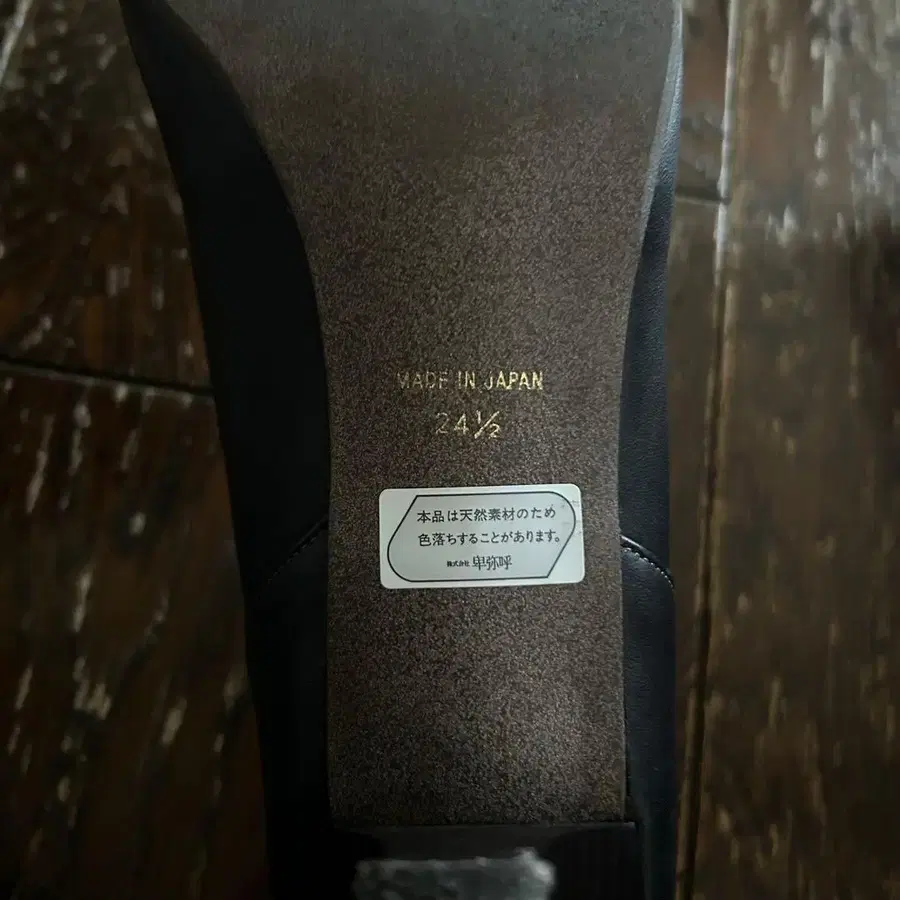 MADE IN JAPAN
24½
本品は天然素材のため
色落ちすることがあります。
株式会社 卑弥呼